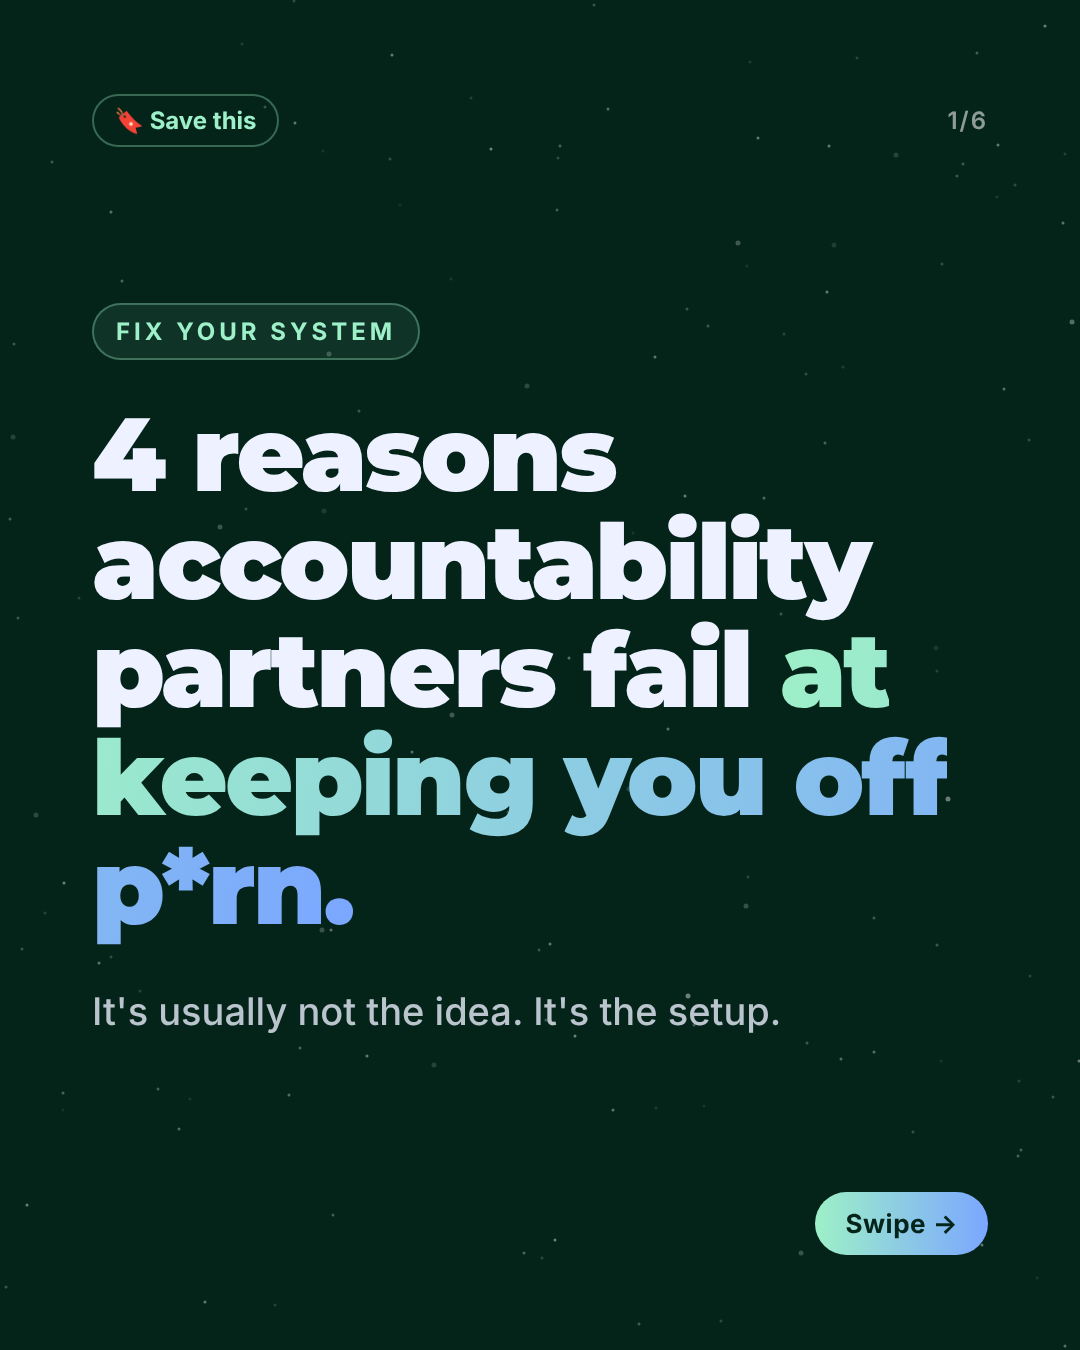 🔖 Save this
1/6
FIX YOUR SYSTEM
4 reasons
accountability
partners fail at
keeping you off
p*rn.
It's usually not the idea. It's the setup.
Swipe →